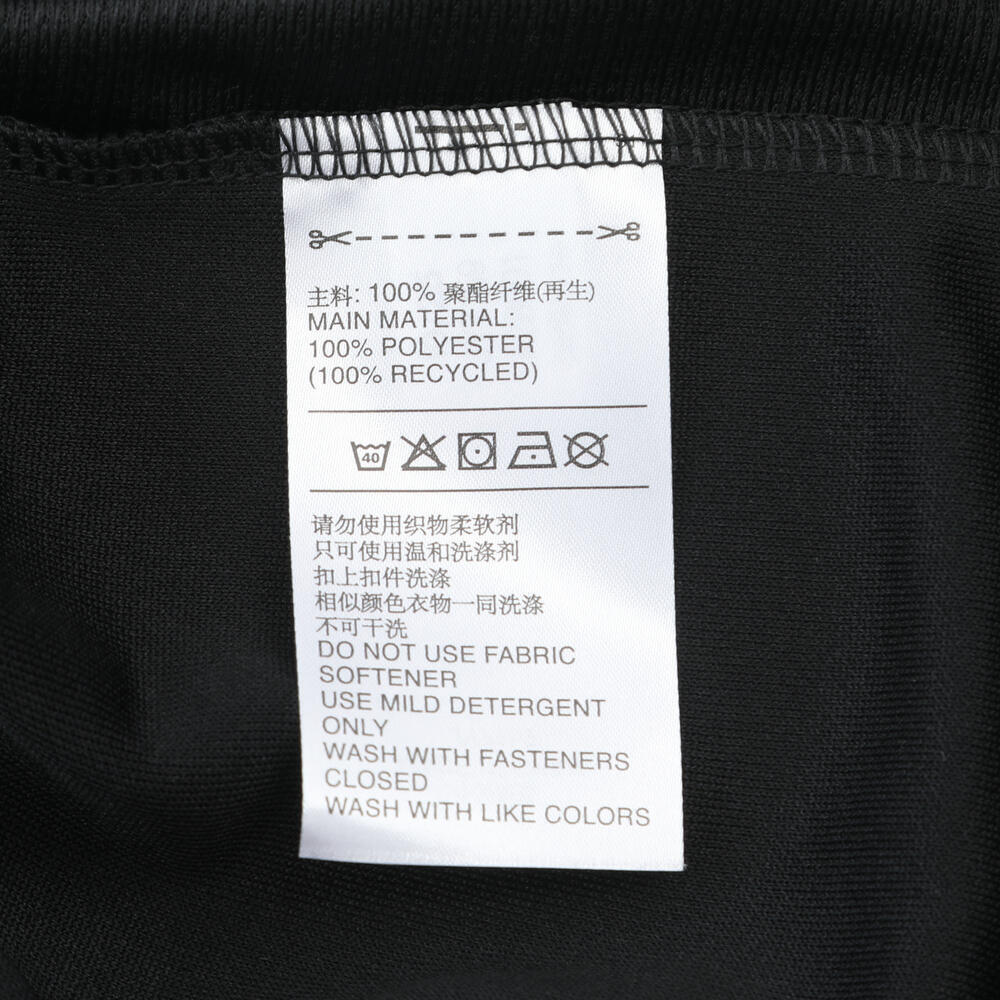 主料: 100% 聚酯纤维(再生)
MAIN MATERIAL:
100% POLYESTER
(100% RECYCLED)
40
请勿使用织物柔软剂
只可使用温和洗涤剂
扣上扣件洗涤
相似颜色衣物一同洗涤
不可干洗
DO NOT USE FABRIC
SOFTENER
USE MILD DETERGENT
ONLY
WASH WITH FASTENERS
CLOSED
WASH WITH LIKE COLORS